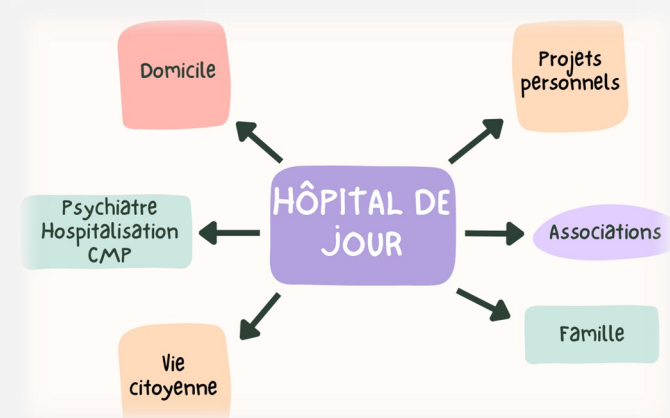 Domicile
Projets
personnels
HÔPITAL DE
JOUR
Psychiatre
Hospitalisation
CMP
Associations
Famille
Vie
citoyenne